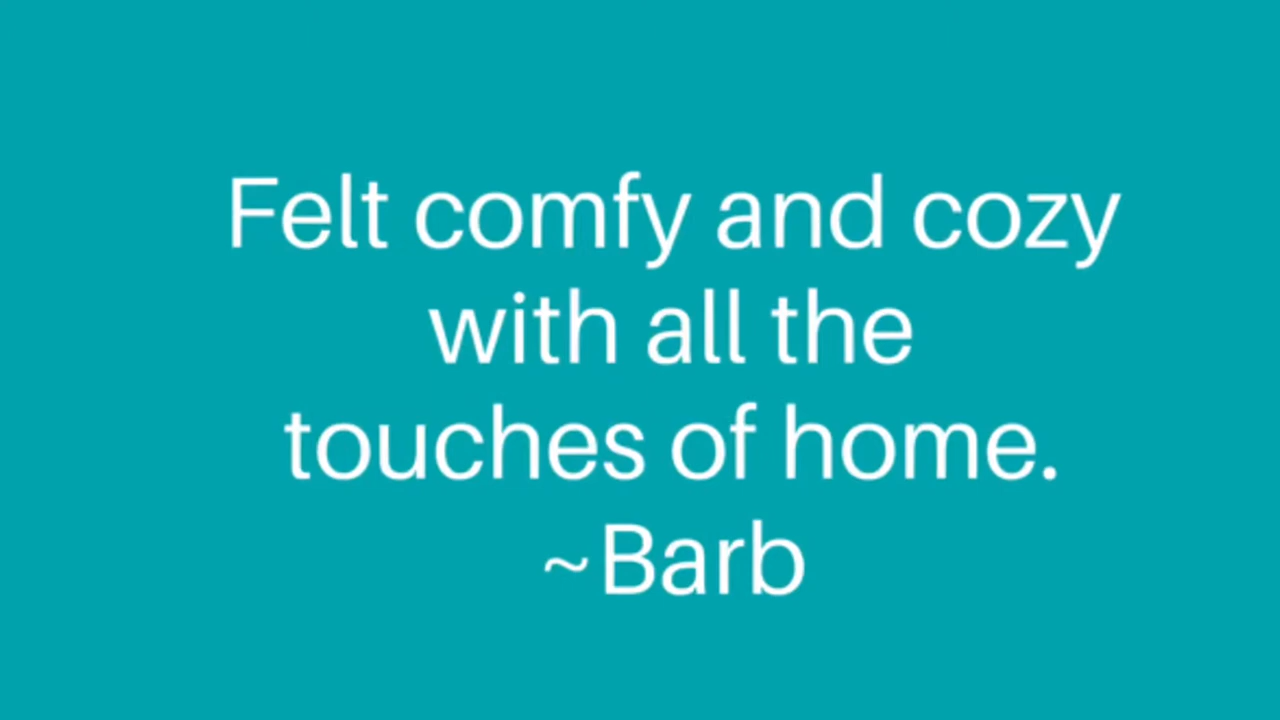 Felt comfy and cozy
with all the
touches of home.
~Barb